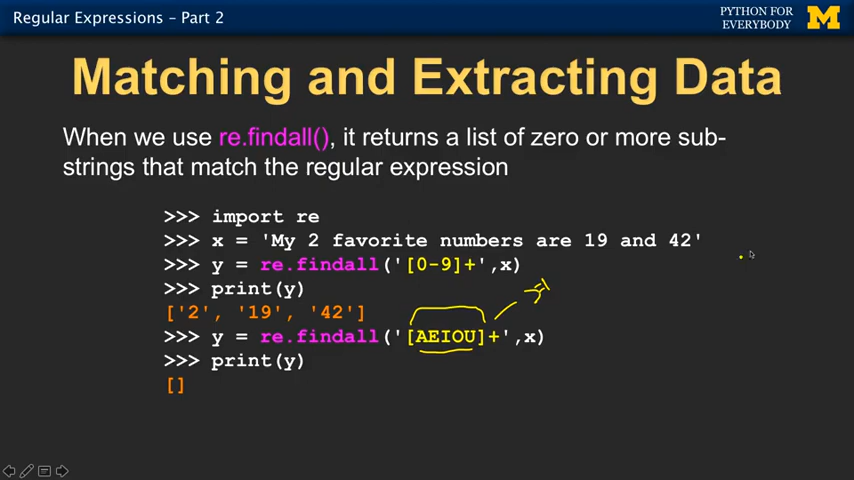 Regular Expressions – Part 2
PYTHON FOR
EVERYBODY
M
Matching and Extracting Data
When we use re.findall(), it returns a list of zero or more sub-
strings that match the regular expression
>>> import re
>>> x = 'My 2 favorite numbers are 19 and 42'
>>> y = re.findall('[0-9]+',x)
>>> print(y)
['2', '19', '42']
>>> y = re.findall('[AEIOU]+',x)
>>> print(y)
[]